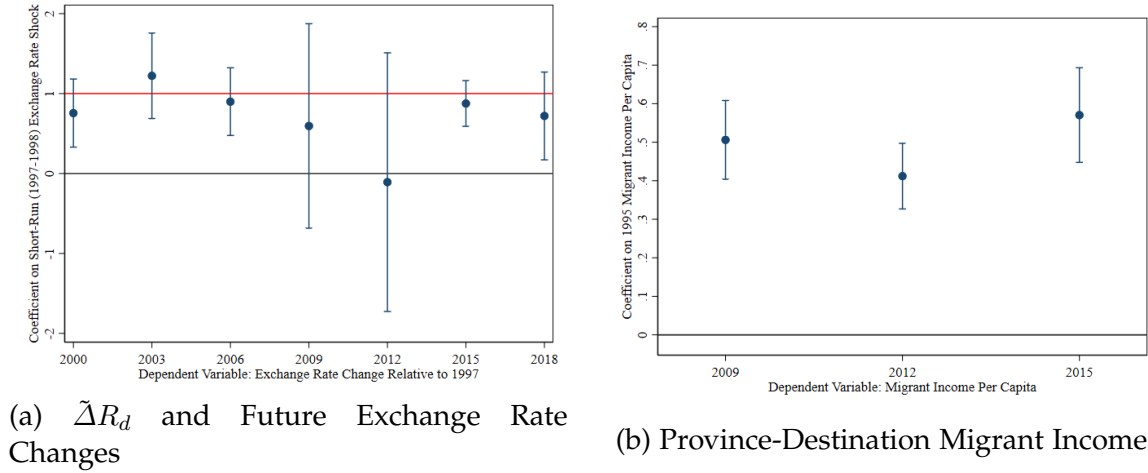 Coefficient on Short-Run (1997-1998) Exchange Rate Shock
2
1
0
-1
-2
2000 2003 2006 2009 2012 2015 2018
Dependent Variable: Exchange Rate Change Relative to 1997
(a) Δ̃R_d and Future Exchange Rate
Changes
Coefficient on 1995 Migrant Income Per Capita
.8
.7
.6
.5
.4
.3
.2
.1
0
2009 2012 2015
Dependent Variable: Migrant Income Per Capita
(b) Province-Destination Migrant Income